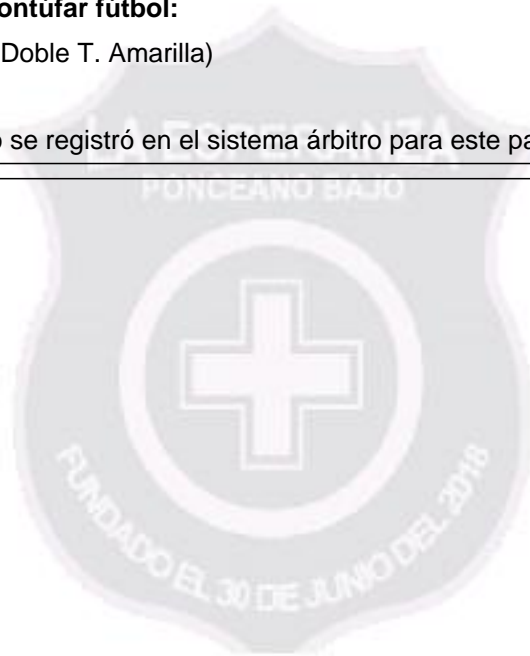 ontúfar fútbol:
Doble T. Amarilla)
se registró en el sistema árbitro para este pa
LA ESPERANZA
PONCEANO BAJO
FUNDADO EL 30 DE JUNIO DEL 2018